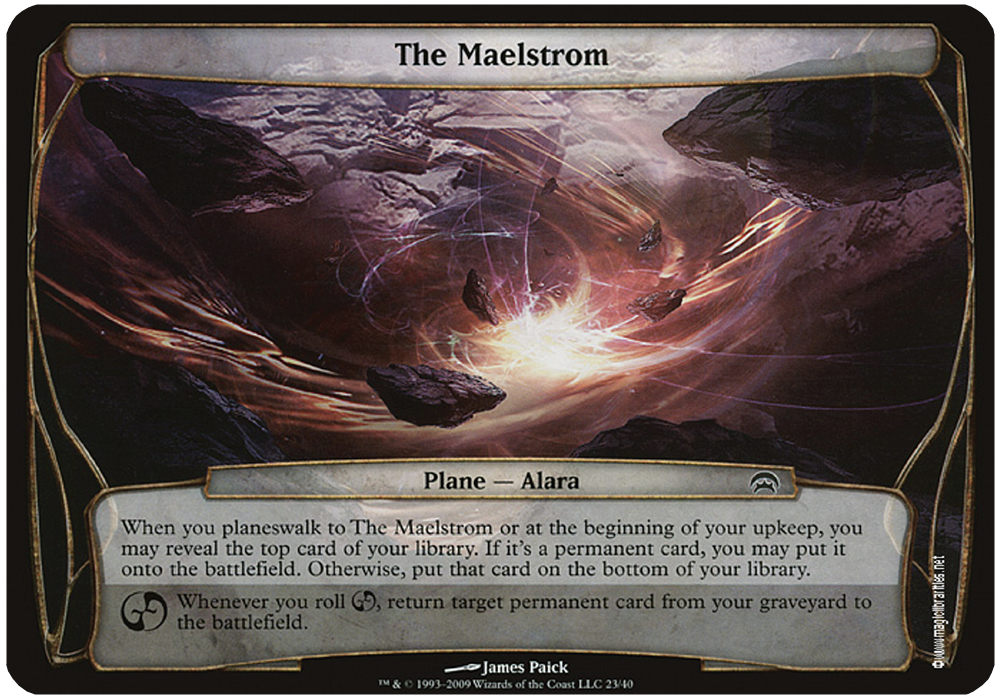 The Maelstrom
Plane — Alara
When you planeswalk to The Maelstrom or at the beginning of your upkeep, you
may reveal the top card of your library. If it's a permanent card, you may put it
onto the battlefield. Otherwise, put that card on the bottom of your library.
Whenever you roll , return target permanent card from your graveyard to
the battlefield.
James Paick
™ & © 1993–2009 Wizards of the Coast LLC 23/40
© www.magiclibrarities.net